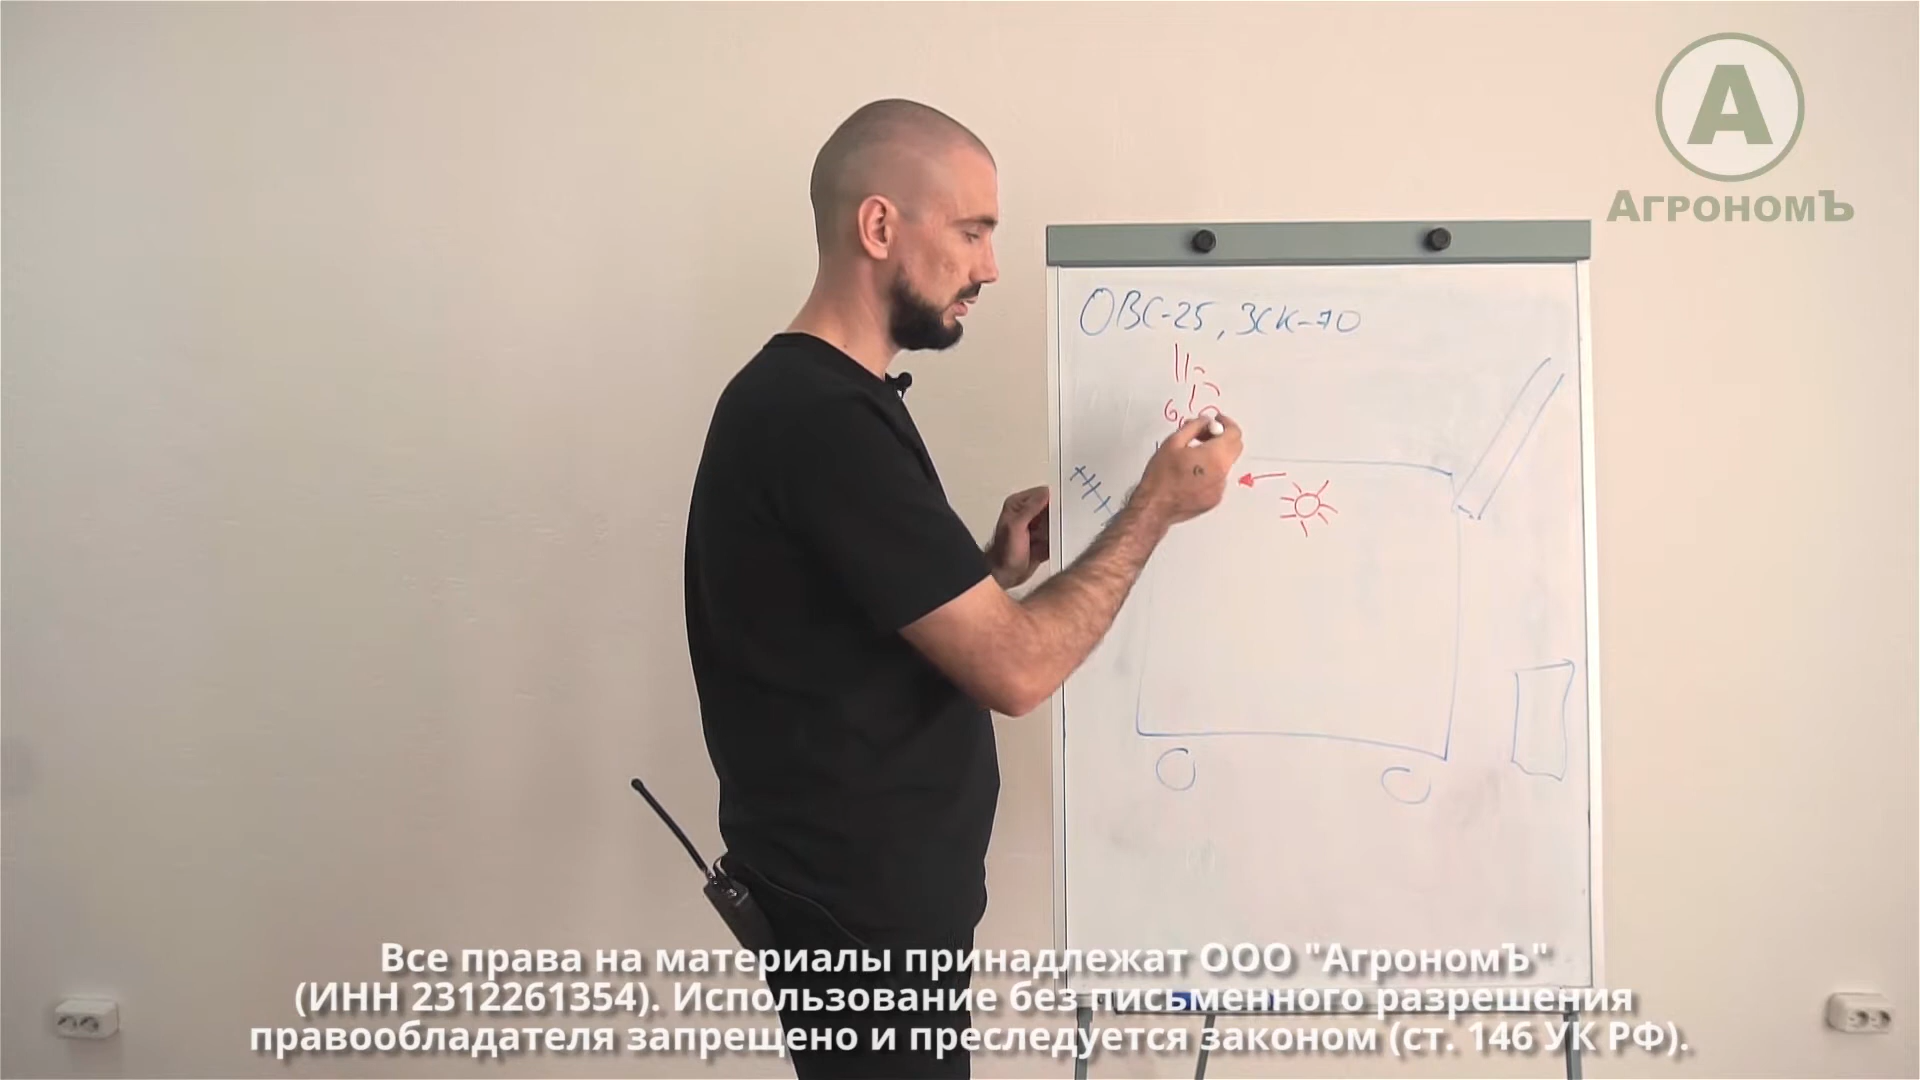 А
АгрономЪ
ОВС-25, ЗСК-70
Все права на материалы принадлежат ООО "АгрономЪ"
(ИНН 2312261354). Использование без письменного разрешения
правообладателя запрещено и преследуется законом (ст. 146 УК РФ).